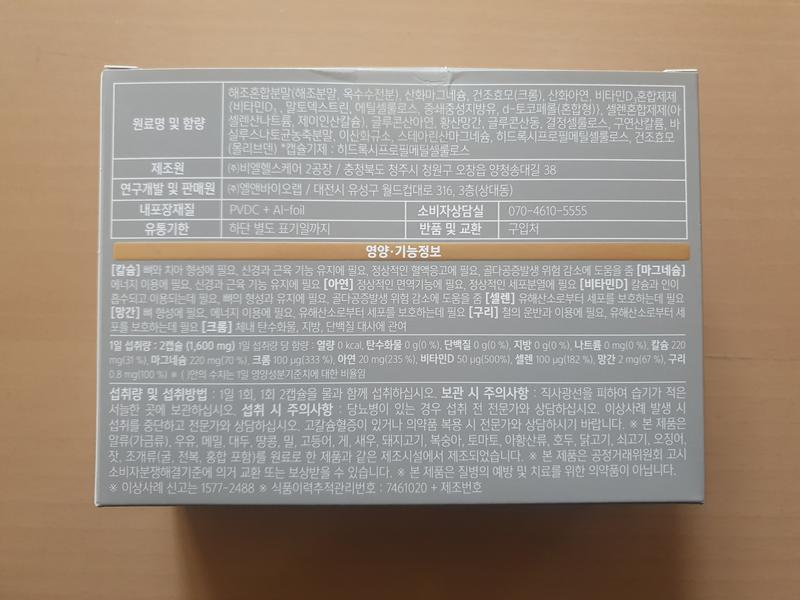 원료명 및 함량
해조혼합분말(해조분말, 옥수수전분), 산화마그네슘, 건조효모(크롬), 산화아연, 비타민D₃혼합제제
{비타민D₃, 말토덱스트린, 에틸셀룰로스, 중쇄중성지방유, d-토코페롤(혼합형)}, 셀렌혼합제제(아
셀렌산나트륨, 제이인산칼슘), 글루콘산아연, 황산망간, 글루콘산동, 결정셀룰로스, 구연산칼륨, 바
실루스나토균농축분말, 이산화규소, 스테아린산마그네슘, 히드록시프로필메틸셀룰로스, 건조효모
(몰리브덴) *캡슐기제 : 히드록시프로필메틸셀룰로스
제조원 ㈜비엘헬스케어 2공장 / 충청북도 청주시 청원구 오창읍 양청송대길 38
연구개발 및 판매원 ㈜엘앤바이오랩 / 대전시 유성구 월드컵대로 316, 3층(상대동)
내포장재질 PVDC + Al-foil 소비자상담실 070-4610-5555
유통기한 하단 별도 표기일까지 반품 및 교환 구입처
영양·기능정보
[칼슘] 뼈와 치아 형성에 필요, 신경과 근육 기능 유지에 필요, 정상적인 혈액응고에 필요, 골다공증발생 위험 감소에 도움을 줌 [마그네슘]
에너지 이용에 필요, 신경과 근육 기능 유지에 필요 [아연] 정상적인 면역기능에 필요, 정상적인 세포분열에 필요 [비타민D] 칼슘과 인이
흡수되고 이용되는데 필요, 뼈의 형성과 유지에 필요, 골다공증발생 위험 감소에 도움을 줌 [셀렌] 유해산소로부터 세포를 보호하는데 필요
[망간] 뼈 형성에 필요, 에너지 이용에 필요, 유해산소로부터 세포를 보호하는데 필요 [구리] 철의 운반과 이용에 필요, 유해산소로부터 세
포를 보호하는데 필요 [크롬] 체내 탄수화물, 지방, 단백질 대사에 관여
1일 섭취량 : 2캡슐 (1,600 mg) 1일 섭취량 당 함량 : 열량 0 kcal, 탄수화물 0 g(0 %), 단백질 0 g(0 %), 지방 0 g(0 %), 나트륨 0 mg(0 %), 칼슘 220
mg(31 %), 마그네슘 220 mg(70 %), 크롬 100 µg(333 %), 아연 20 mg(235 %), 비타민D 50 µg(500%), 셀렌 100 µg(182 %), 망간 2 mg(67 %), 구리
0.8 mg(100 %) ※ ( )안의 수치는 1일 영양성분기준치에 대한 비율임
섭취량 및 섭취방법 : 1일 1회, 1회 2캡슐을 물과 함께 섭취하십시오. 보관 시 주의사항 : 직사광선을 피하여 습기가 적은
서늘한 곳에 보관하십시오. 섭취 시 주의사항 : 당뇨병이 있는 경우 섭취 전 전문가와 상담하십시오. 이상사례 발생 시
섭취를 중단하고 전문가와 상담하십시오. 고칼슘혈증이 있거나 의약품 복용 시 전문가와 상담하시기 바랍니다. ※ 본 제품은
알류(가금류), 우유, 메밀, 대두, 땅콩, 밀, 고등어, 게, 새우, 돼지고기, 복숭아, 토마토, 아황산류, 호두, 닭고기, 쇠고기, 오징어,
잣, 조개류(굴, 전복, 홍합 포함)를 원료로 한 제품과 같은 제조시설에서 제조되었습니다. ※ 본 제품은 공정거래위원회 고시
소비자분쟁해결기준에 의거 교환 또는 보상받을 수 있습니다. ※ 본 제품은 질병의 예방 및 치료를 위한 의약품이 아닙니다.
※ 이상사례 신고는 1577-2488 ※ 식품이력추적관리번호 : 7461020 + 제조번호